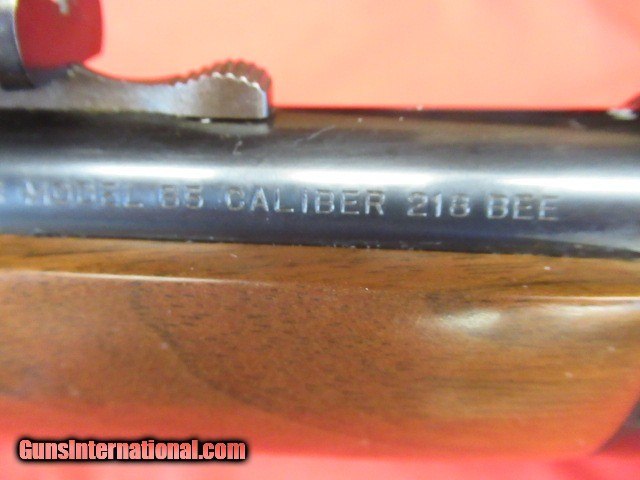 MODEL 65 CALIBER 218 BEE
GunsInternational.com